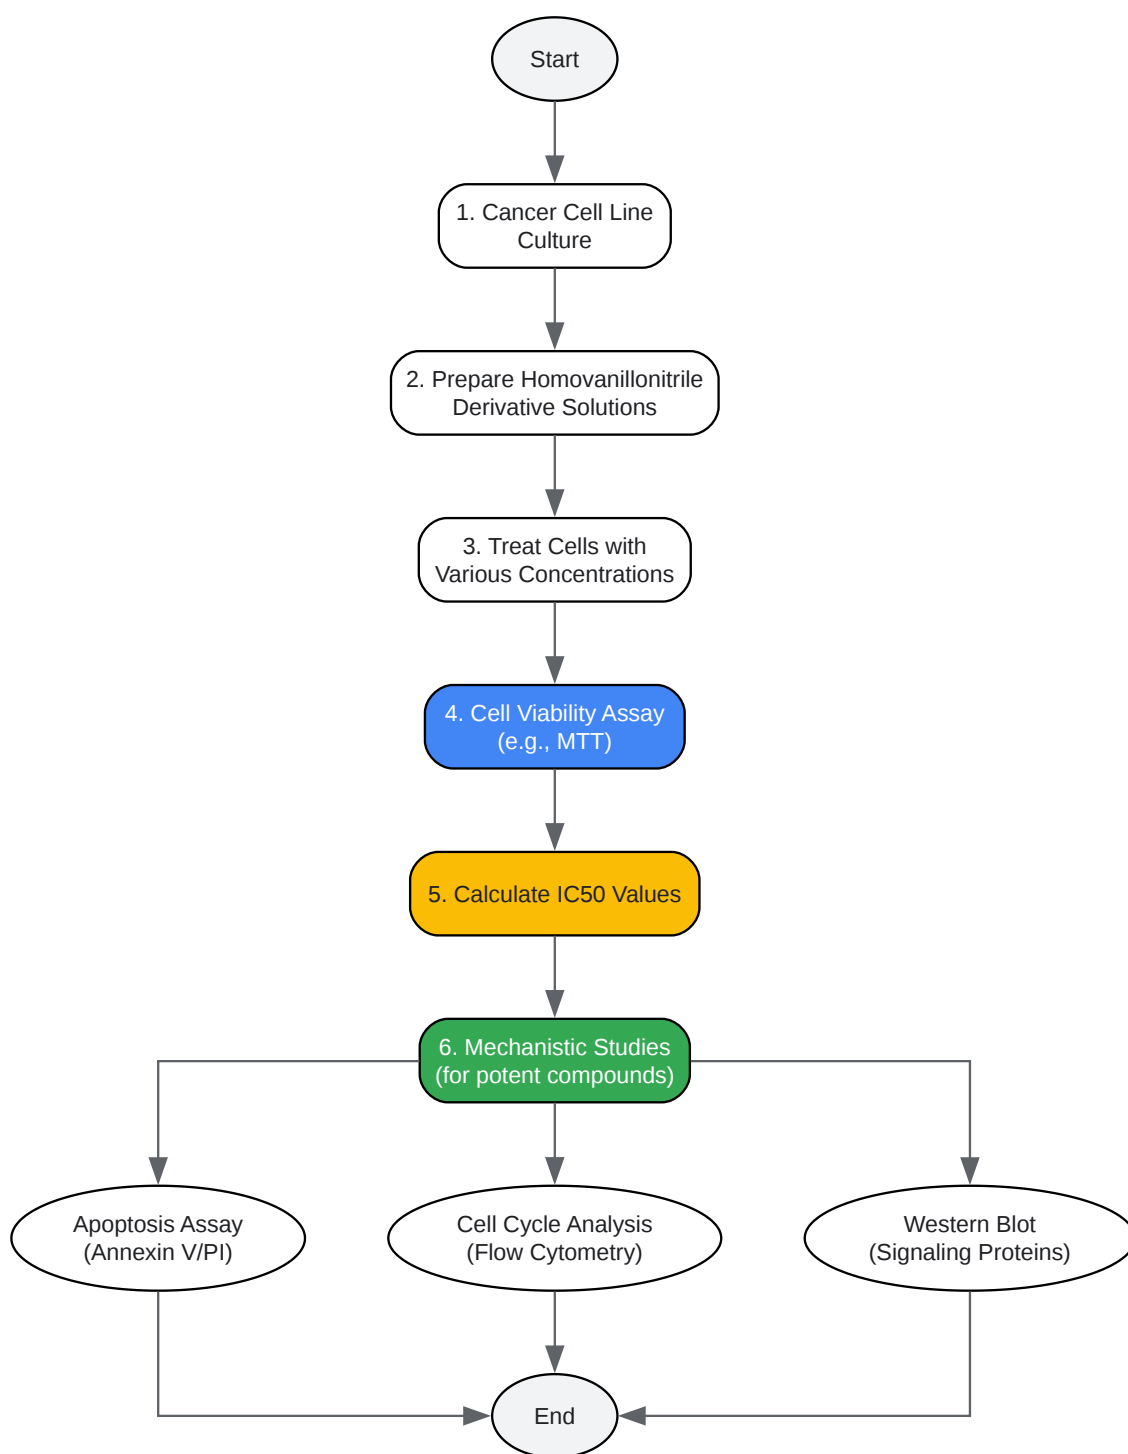 Start
1. Cancer Cell Line
Culture
2. Prepare Homovanillonitrile
Derivative Solutions
3. Treat Cells with
Various Concentrations
4. Cell Viability Assay
(e.g., MTT)
5. Calculate IC50 Values
6. Mechanistic Studies
(for potent compounds)
Apoptosis Assay
(Annexin V/PI)
Cell Cycle Analysis
(Flow Cytometry)
Western Blot
(Signaling Proteins)
End